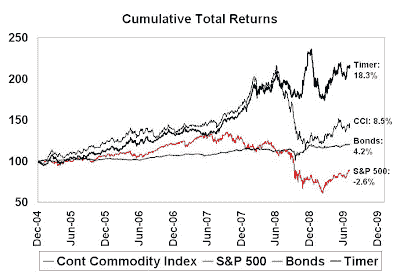 Cumulative Total Returns
250
200
150
100
50
Timer:
18.3%
CCI: 8.5%
Bonds:
4.2%
S&P 500:
-2.6%
Dec-04
Jun-05
Dec-05
Jun-06
Dec-06
Jun-07
Dec-07
Jun-08
Dec-08
Jun-09
Dec-09
Cont Commodity Index S&P 500 Bonds Timer